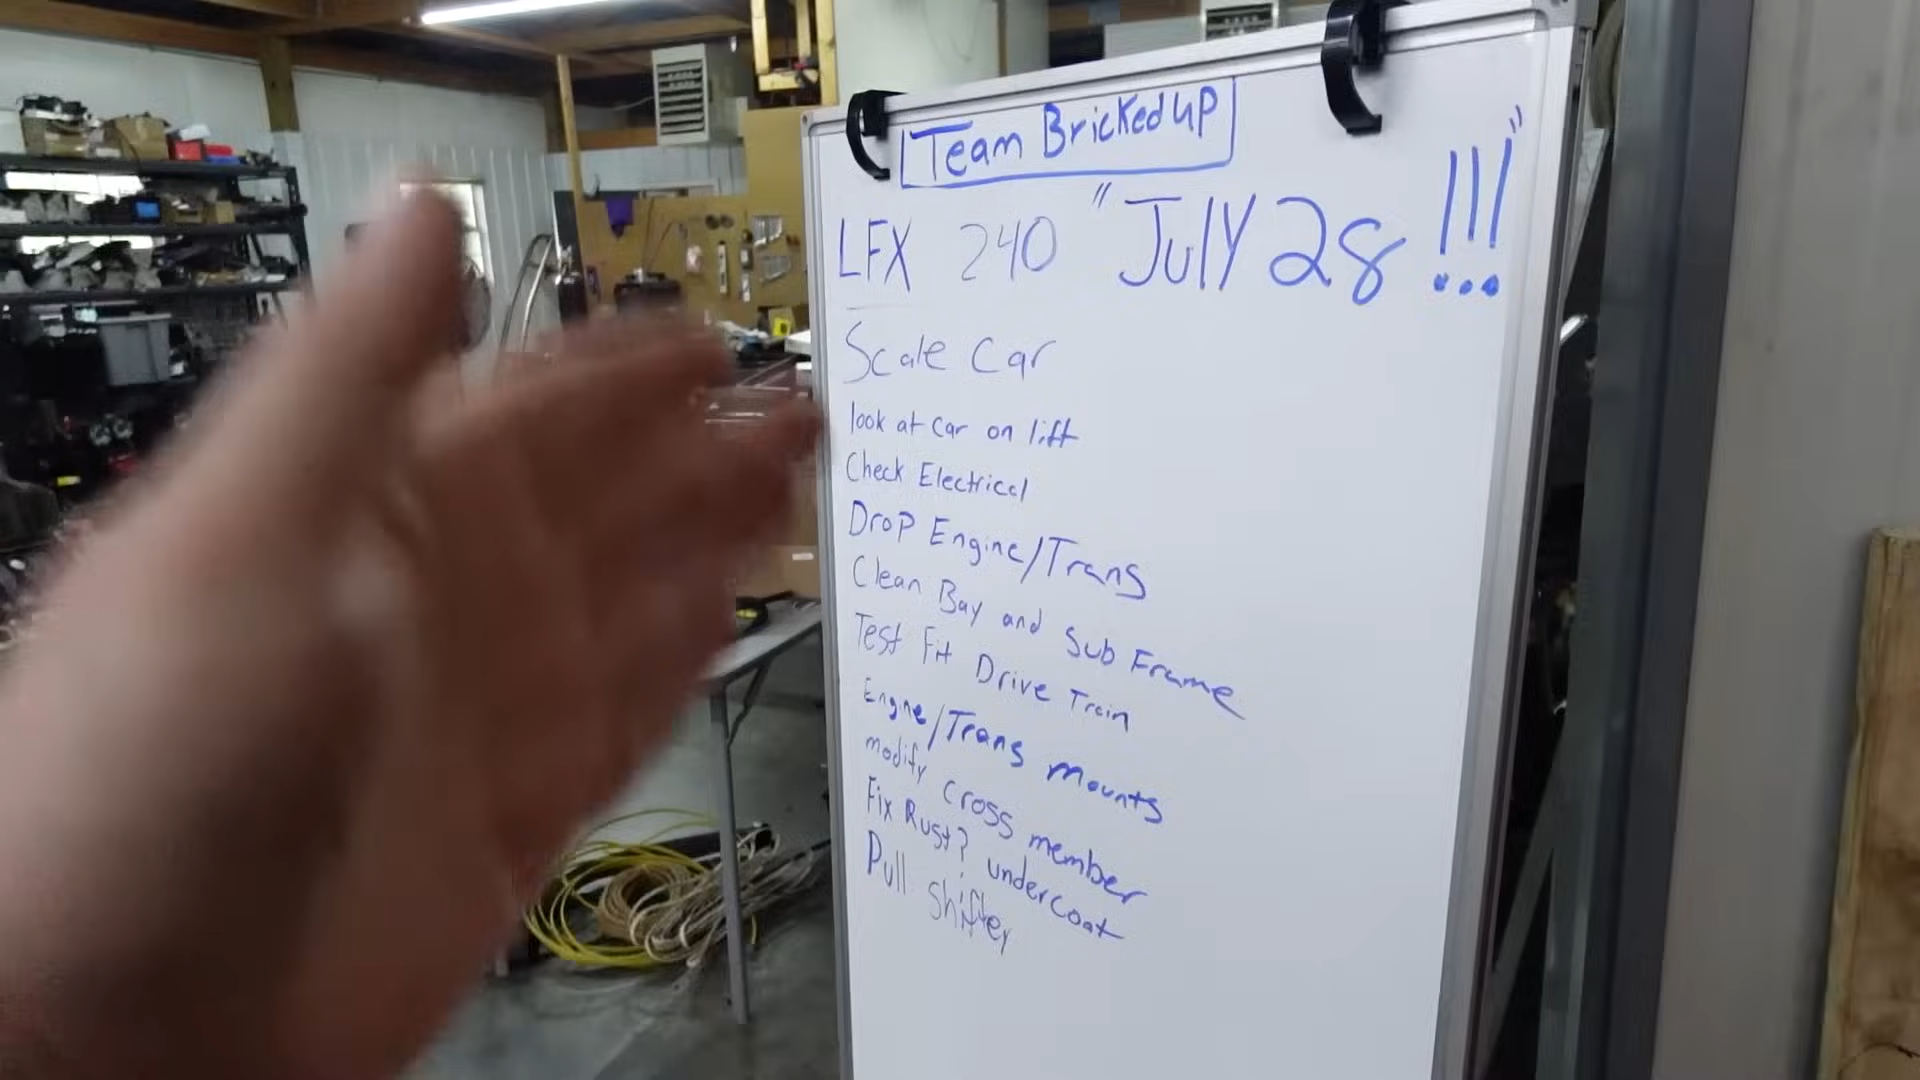 Team Bricked up
LFX 240 "July 28 !!!"
Scale Car
look at car on lift
Check Electrical
Drop Engine/Trans
Clean Bay and Sub Frame
Test Fit Drive Train
Engine/Trans mounts
modify cross member
Fix Rust? undercoat
Pull Shifter